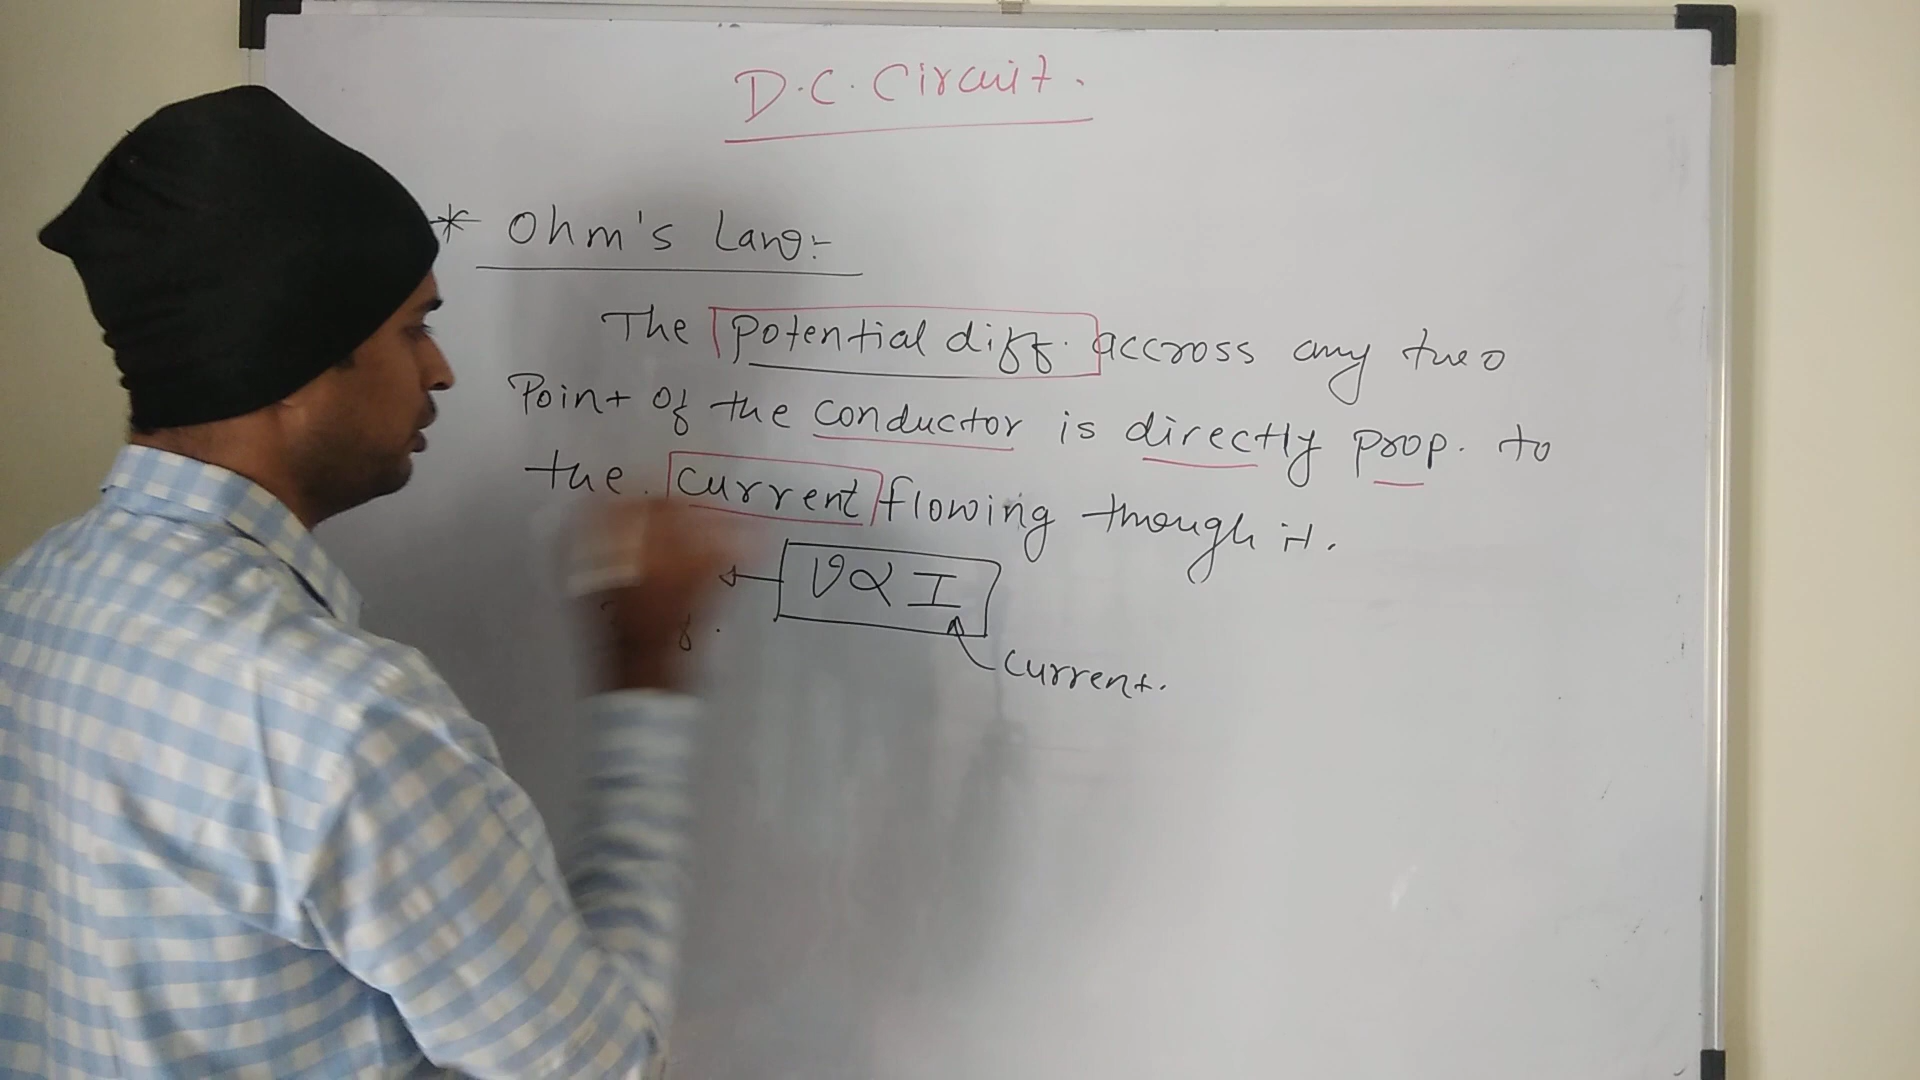 D.C. Circuit.
* Ohm's Law:-
The potential diff. accross any two
Point of the conductor is directly prop. to
the current flowing through it.
V ∝ I
current.